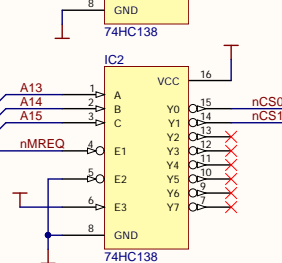 8 GND
74HC138
IC2
VCC 16
A13 1 A
A14 2 B Y0 15 nCS0
A15 3 C Y1 14 nCS1
Y2 13
nMREQ 4 E1 Y3 12
Y4 11
5 E2 Y5 10
Y6 9
6 E3 Y7 7
8 GND
74HC138